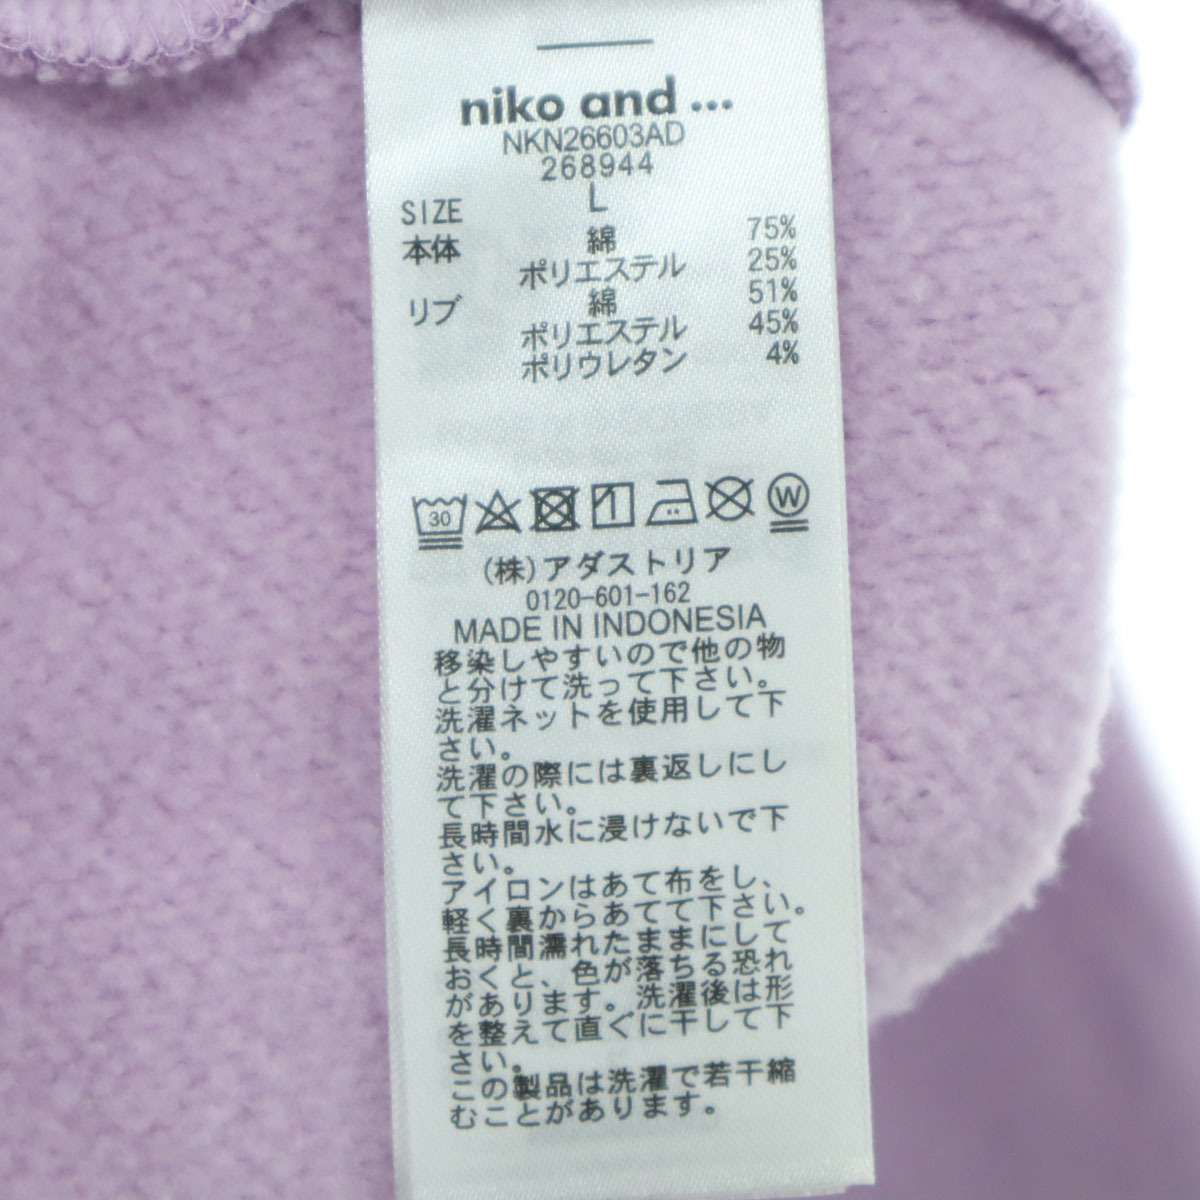 niko and ...
NKN26603AD
268944
SIZE L
本体 綿 75%
ポリエステル 25%
リブ 綿 51%
ポリエステル 45%
ポリウレタン 4%
30 W
(株)アダストリア
0120-601-162
MADE IN INDONESIA
移染しやすいので他の物
と分けて洗って下さい。
洗濯ネットを使用して下
さい。
洗濯の際には裏返しにし
て下さい。
長時間水に浸けないで下
さい。
アイロンはあて布をし、
軽く裏からあてて下さい。
長時間濡れたままにして
おくと、色が落ちる恐れ
があります。洗濯後は形
を整えて直ぐに干して下
さい。
この製品は洗濯で若干縮
むことがあります。